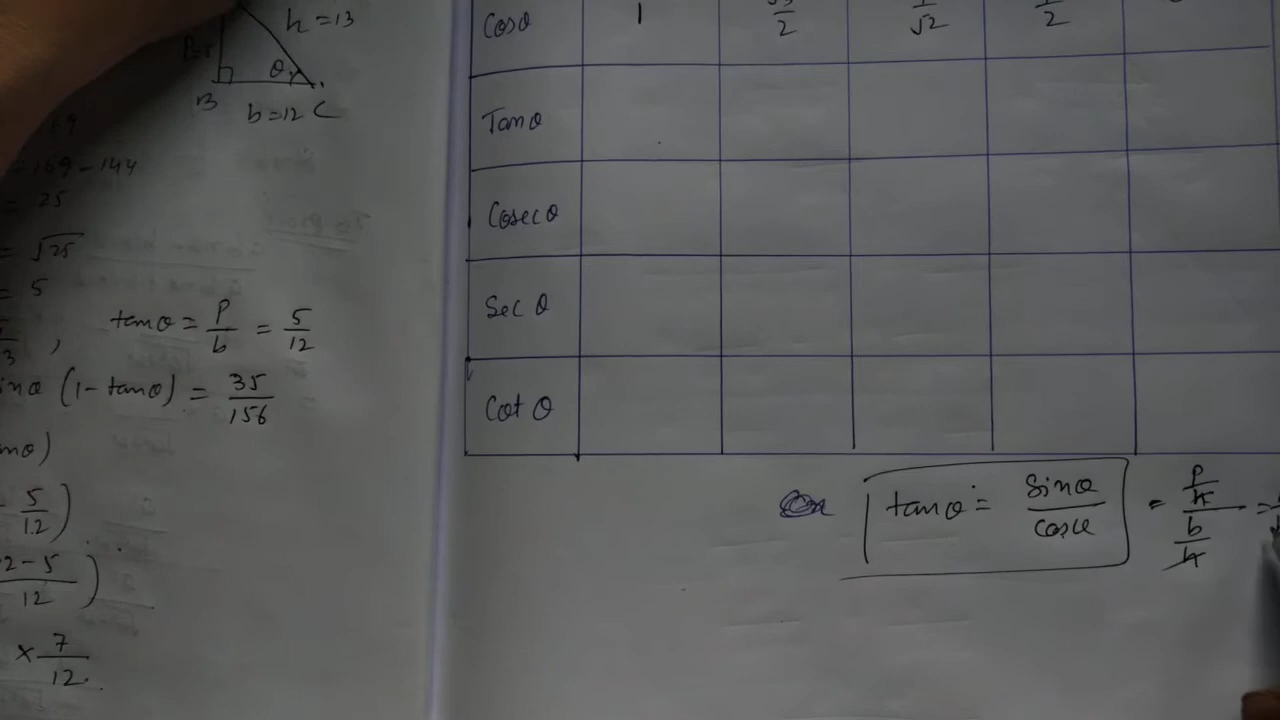 h = 13
θ
B
b = 12 C
= 169 - 144
= 25
= √25
= 5
tanθ = P/b = 5/12
(1 - tanθ) = 35/156
5/12)
2 - 5/12)
× 7/12.
Cosθ 1 √3/2 1/√2 1/2
Tanθ
Cosecθ
Sec θ
Cot θ
tanθ = sinθ/cosθ = P/h / b/h =